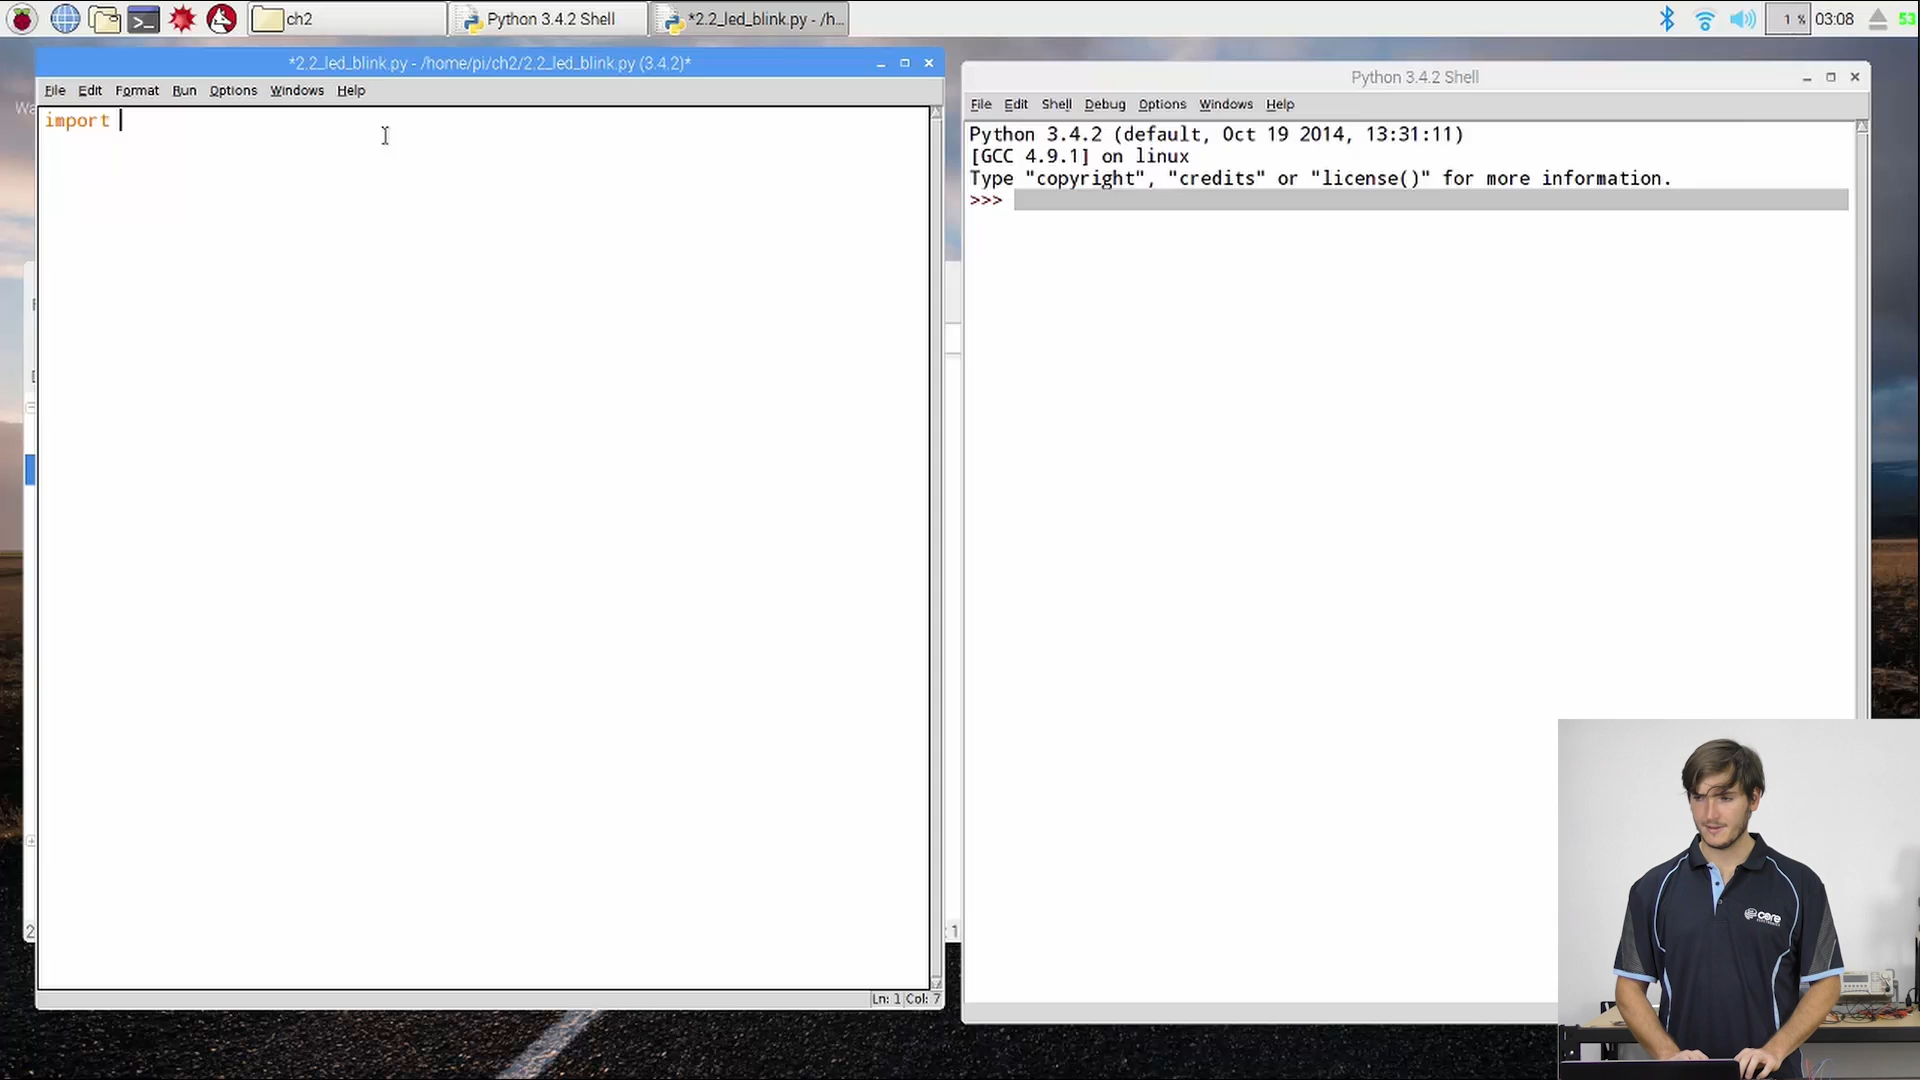 ch2
Python 3.4.2 Shell
*2.2_led_blink.py - /h...
1 %
03:08
53
*2.2_led_blink.py - /home/pi/ch2/2.2_led_blink.py (3.4.2)*
File Edit Format Run Options Windows Help
import
Ln: 1 Col: 7
Python 3.4.2 Shell
File Edit Shell Debug Options Windows Help
Python 3.4.2 (default, Oct 19 2014, 13:31:11)
[GCC 4.9.1] on linux
Type "copyright", "credits" or "license()" for more information.
>>>
core